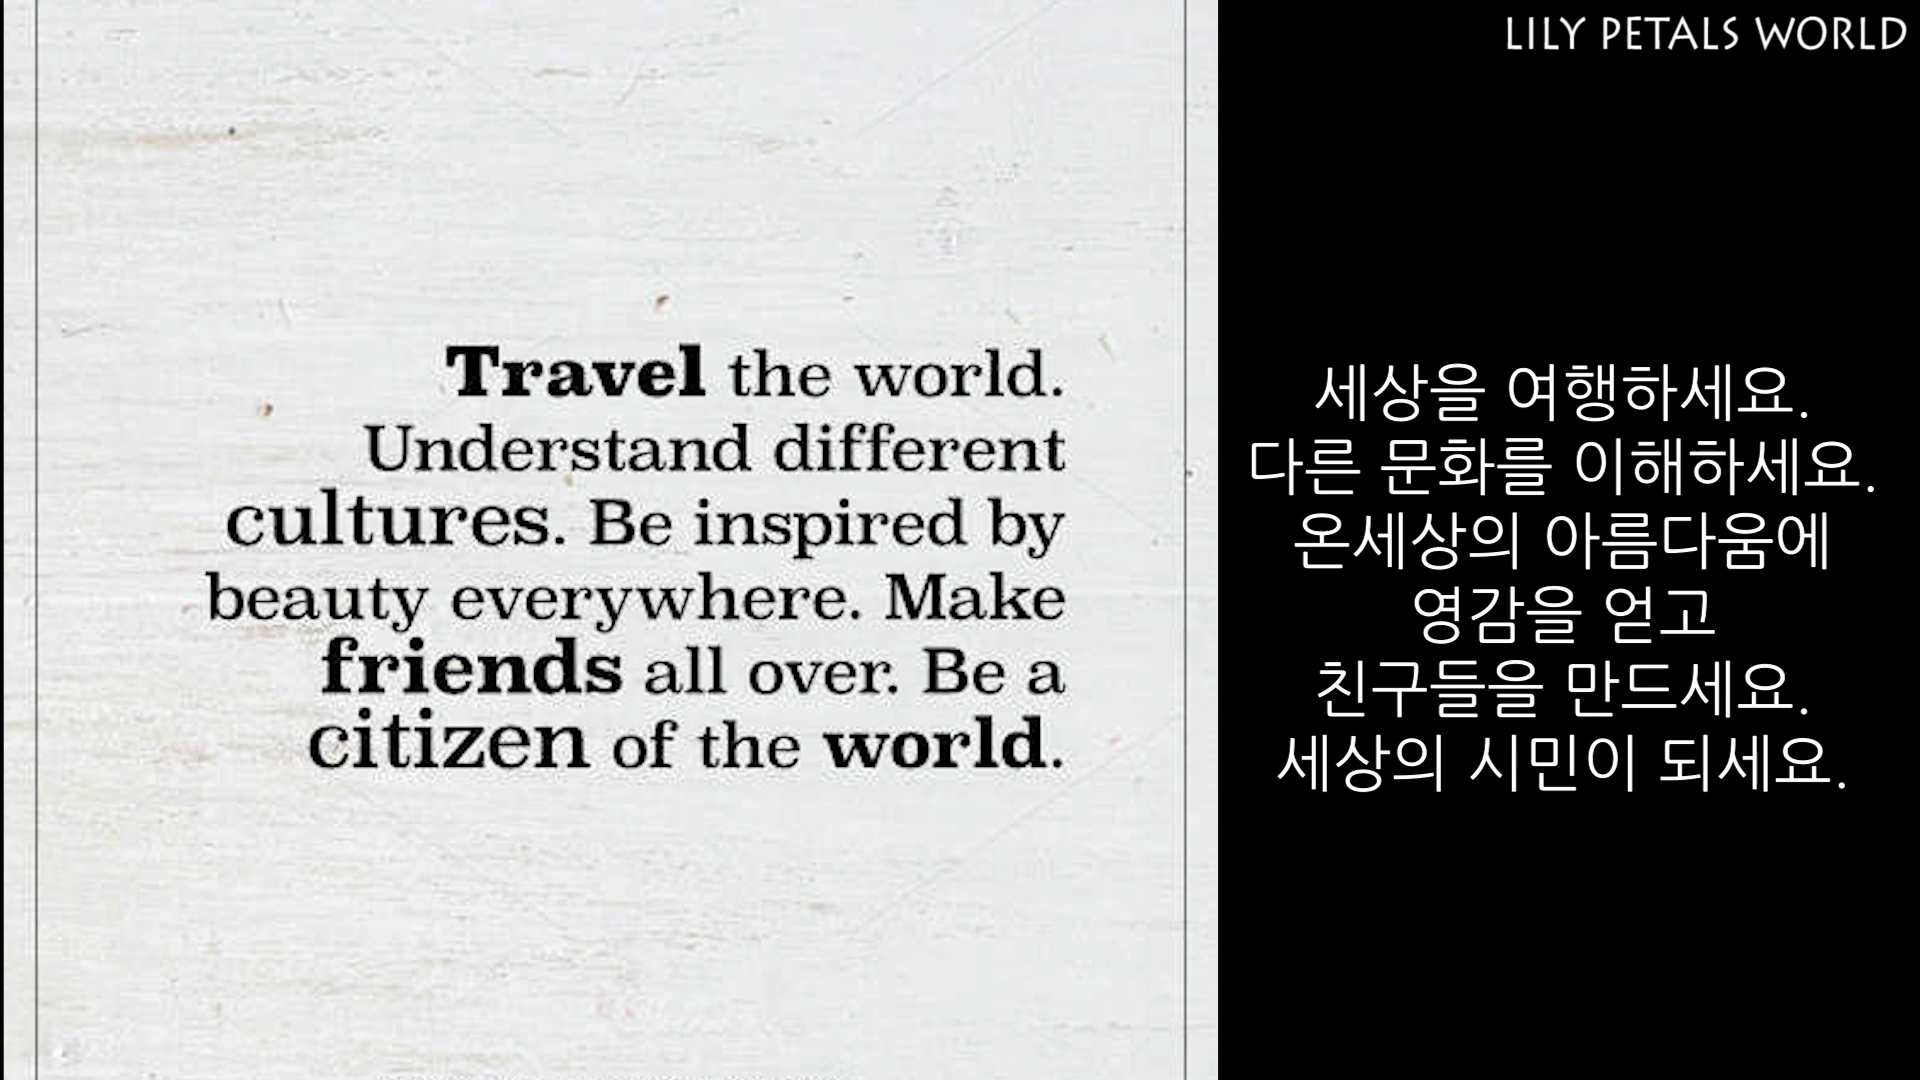 LILY PETALS WORLD
Travel the world.
Understand different
cultures. Be inspired by
beauty everywhere. Make
friends all over. Be a
citizen of the world.
세상을 여행하세요.
다른 문화를 이해하세요.
온세상의 아름다움에
영감을 얻고
친구들을 만드세요.
세상의 시민이 되세요.